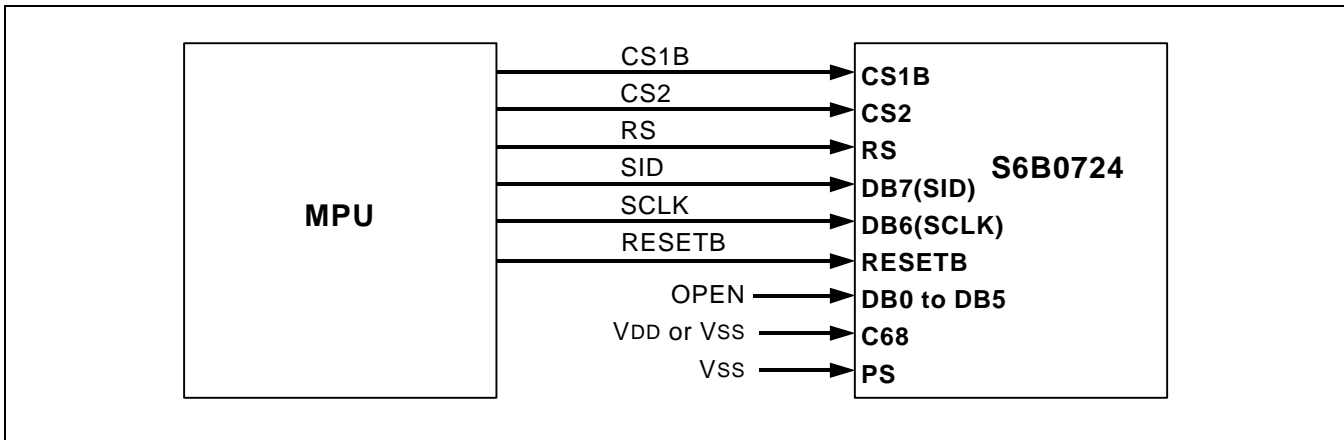 MPU
CS1B
CS2
RS
SID
SCLK
RESETB
OPEN
VDD or VSS
VSS
CS1B
CS2
RS
DB7(SID)
DB6(SCLK)
RESETB
DB0 to DB5
C68
PS
S6B0724